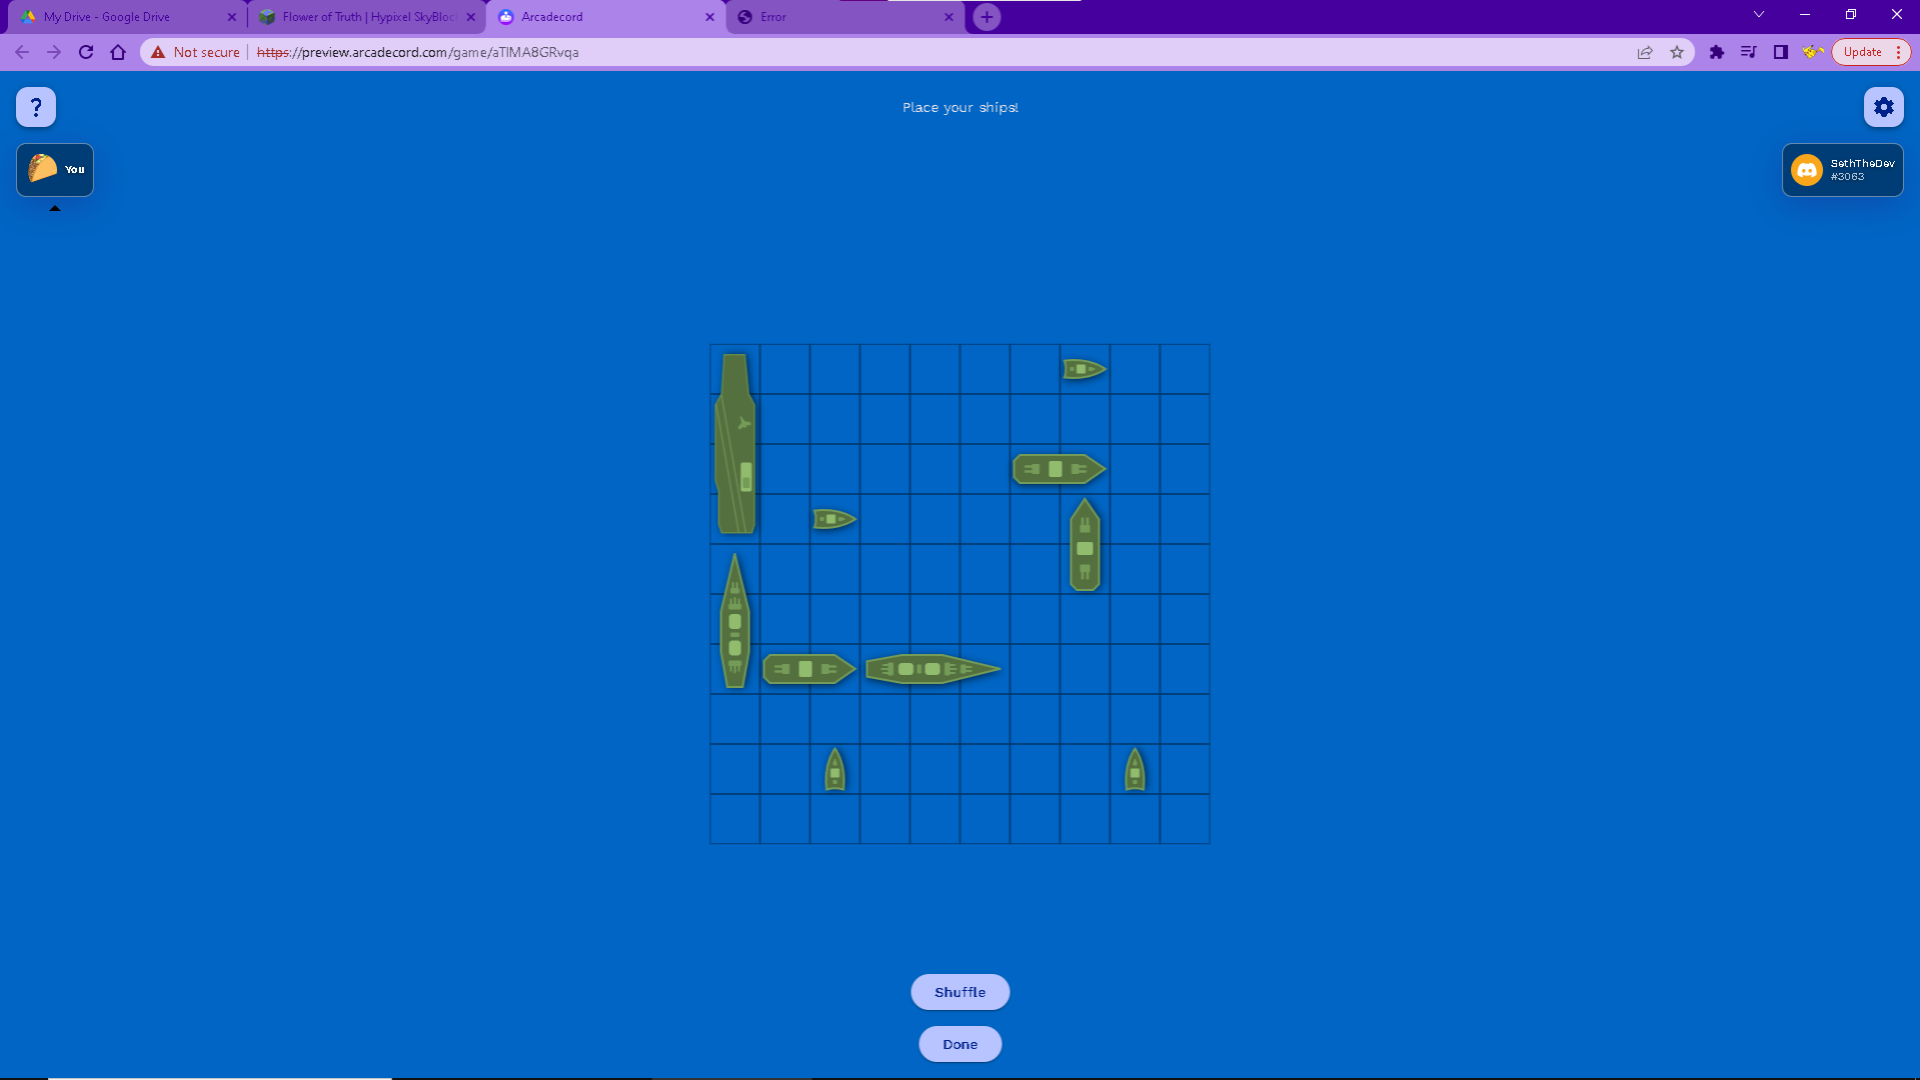 My Drive - Google Drive
Flower of Truth | Hypixel SkyBloc
Arcadecord
Error
Not secure
https://preview.arcadecord.com/game/aTlMA8GRvqa
Update
?
Place your ships!
You
SethTheDev
#3063
Shuffle
Done